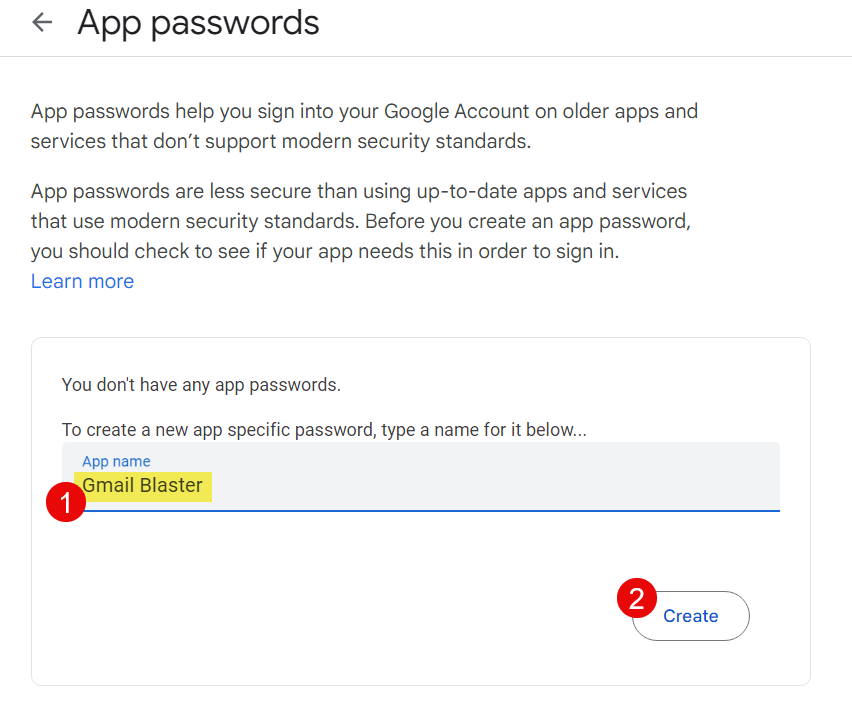 App passwords
App passwords help you sign into your Google Account on older apps and
services that don’t support modern security standards.
App passwords are less secure than using up-to-date apps and services
that use modern security standards. Before you create an app password,
you should check to see if your app needs this in order to sign in.
Learn more
You don't have any app passwords.
To create a new app specific password, type a name for it below...
App name
Gmail Blaster
1
2
Create